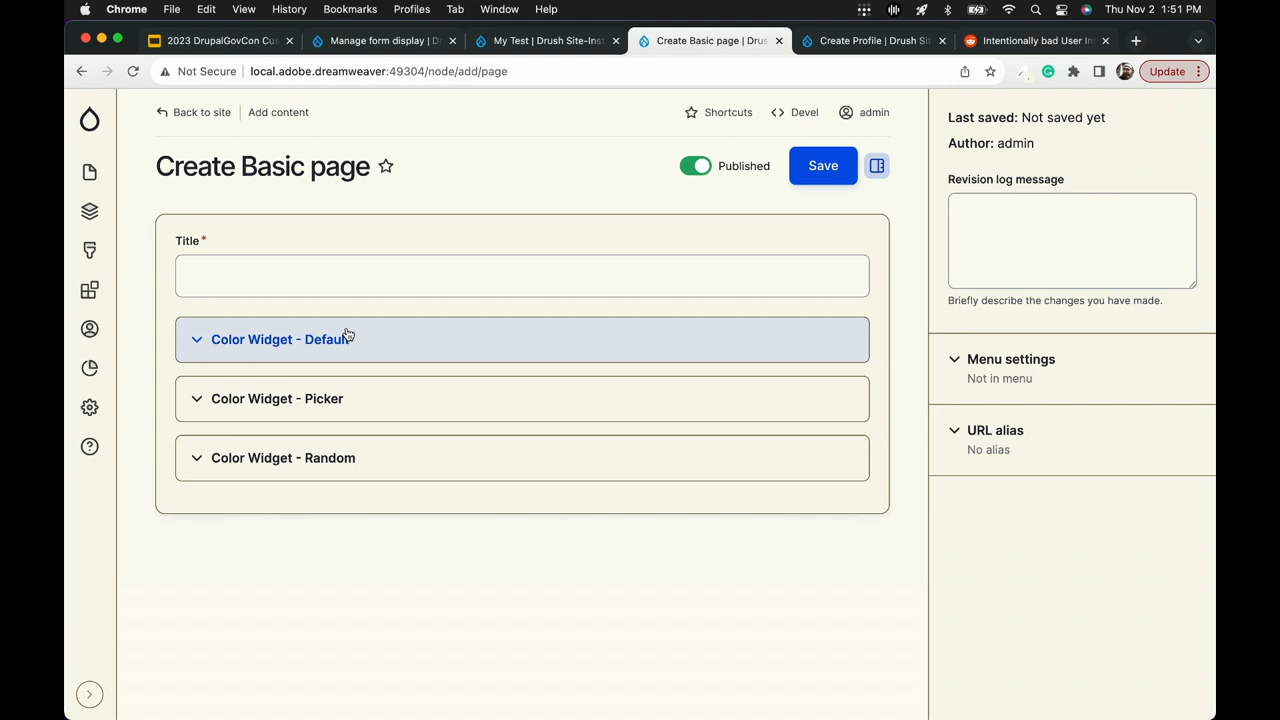 Chrome File Edit View History Bookmarks Profiles Tab Window Help Thu Nov 2 1:51 PM
2023 DrupalGovCon Cus Manage form display | D My Test | Drush Site-Inst Create Basic page | Drus Create Profile | Drush Si Intentionally bad User In
Not Secure local.adobe.dreamweaver:49304/node/add/page Update
Back to site Add content Shortcuts Devel admin
Create Basic page Published Save
Title *
Color Widget - Default
Color Widget - Picker
Color Widget - Random
Last saved: Not saved yet
Author: admin
Revision log message
Briefly describe the changes you have made.
Menu settings
Not in menu
URL alias
No alias